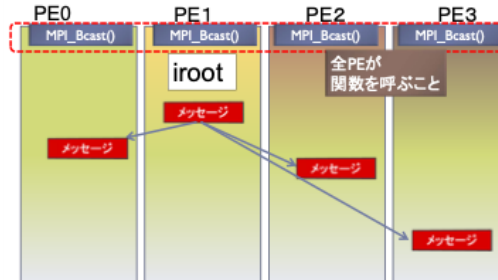 PE0 PE1 PE2 PE3
MPI_Bcast() MPI_Bcast() MPI_Bcast() MPI_Bcast()
iroot
全PEが
関数を呼ぶこと
メッセージ
メッセージ
メッセージ
メッセージ